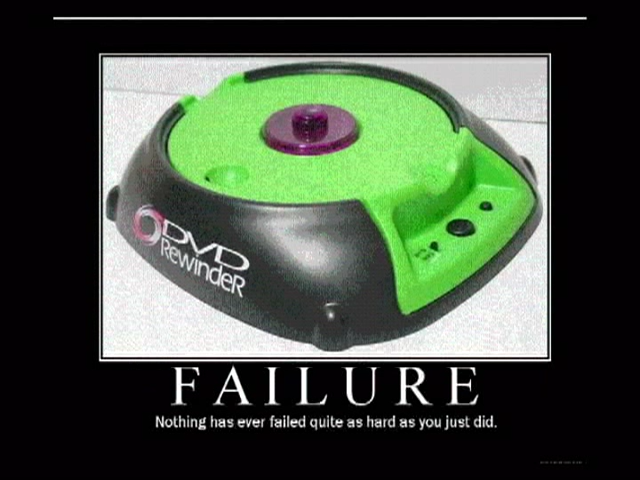 DVD
RewindeR
FAILURE
Nothing has ever failed quite as hard as you just did.